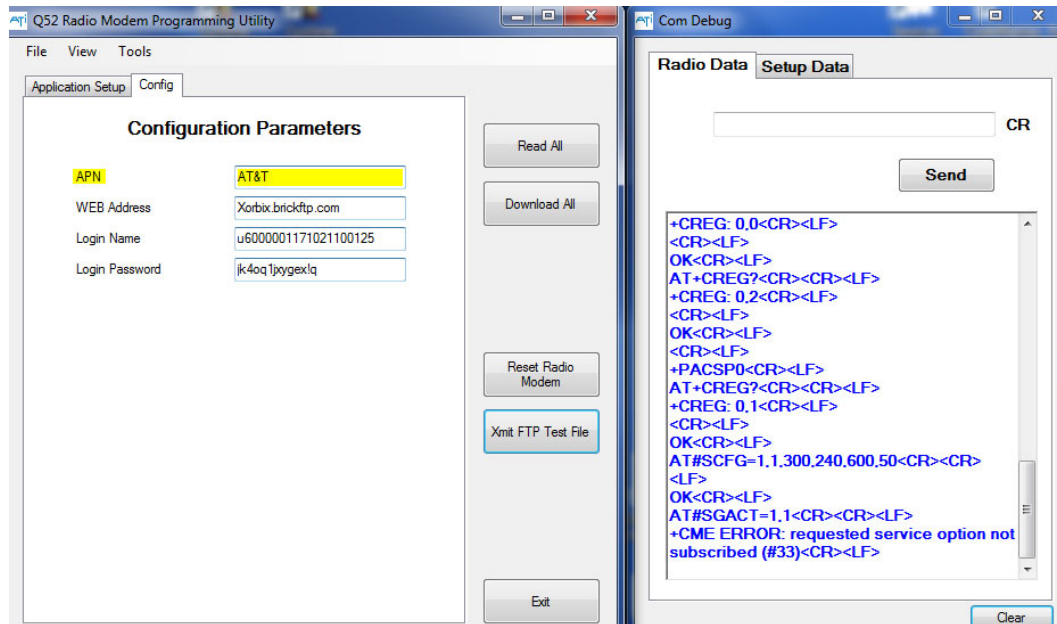 ATi Q52 Radio Modem Programming Utility
File View Tools
Application Setup Config
Configuration Parameters
APN AT&T
WEB Address Xorbix.brickftp.com
Login Name u6000001171021100125
Login Password jk4oq1jxygex!q
Read All
Download All
Reset Radio
Modem
Xmit FTP Test File
Exit
ATi Com Debug
Radio Data Setup Data
CR
Send
+CREG: 0,0<CR><LF>
<CR><LF>
OK<CR><LF>
AT+CREG?<CR><CR><LF>
+CREG: 0,2<CR><LF>
<CR><LF>
OK<CR><LF>
<CR><LF>
+PACSP0<CR><LF>
AT+CREG?<CR><CR><LF>
+CREG: 0,1<CR><LF>
<CR><LF>
OK<CR><LF>
AT#SCFG=1,1,300,240,600,50<CR><CR>
<LF>
OK<CR><LF>
AT#SGACT=1,1<CR><CR><LF>
+CME ERROR: requested service option not
subscribed (#33)<CR><LF>
Clear